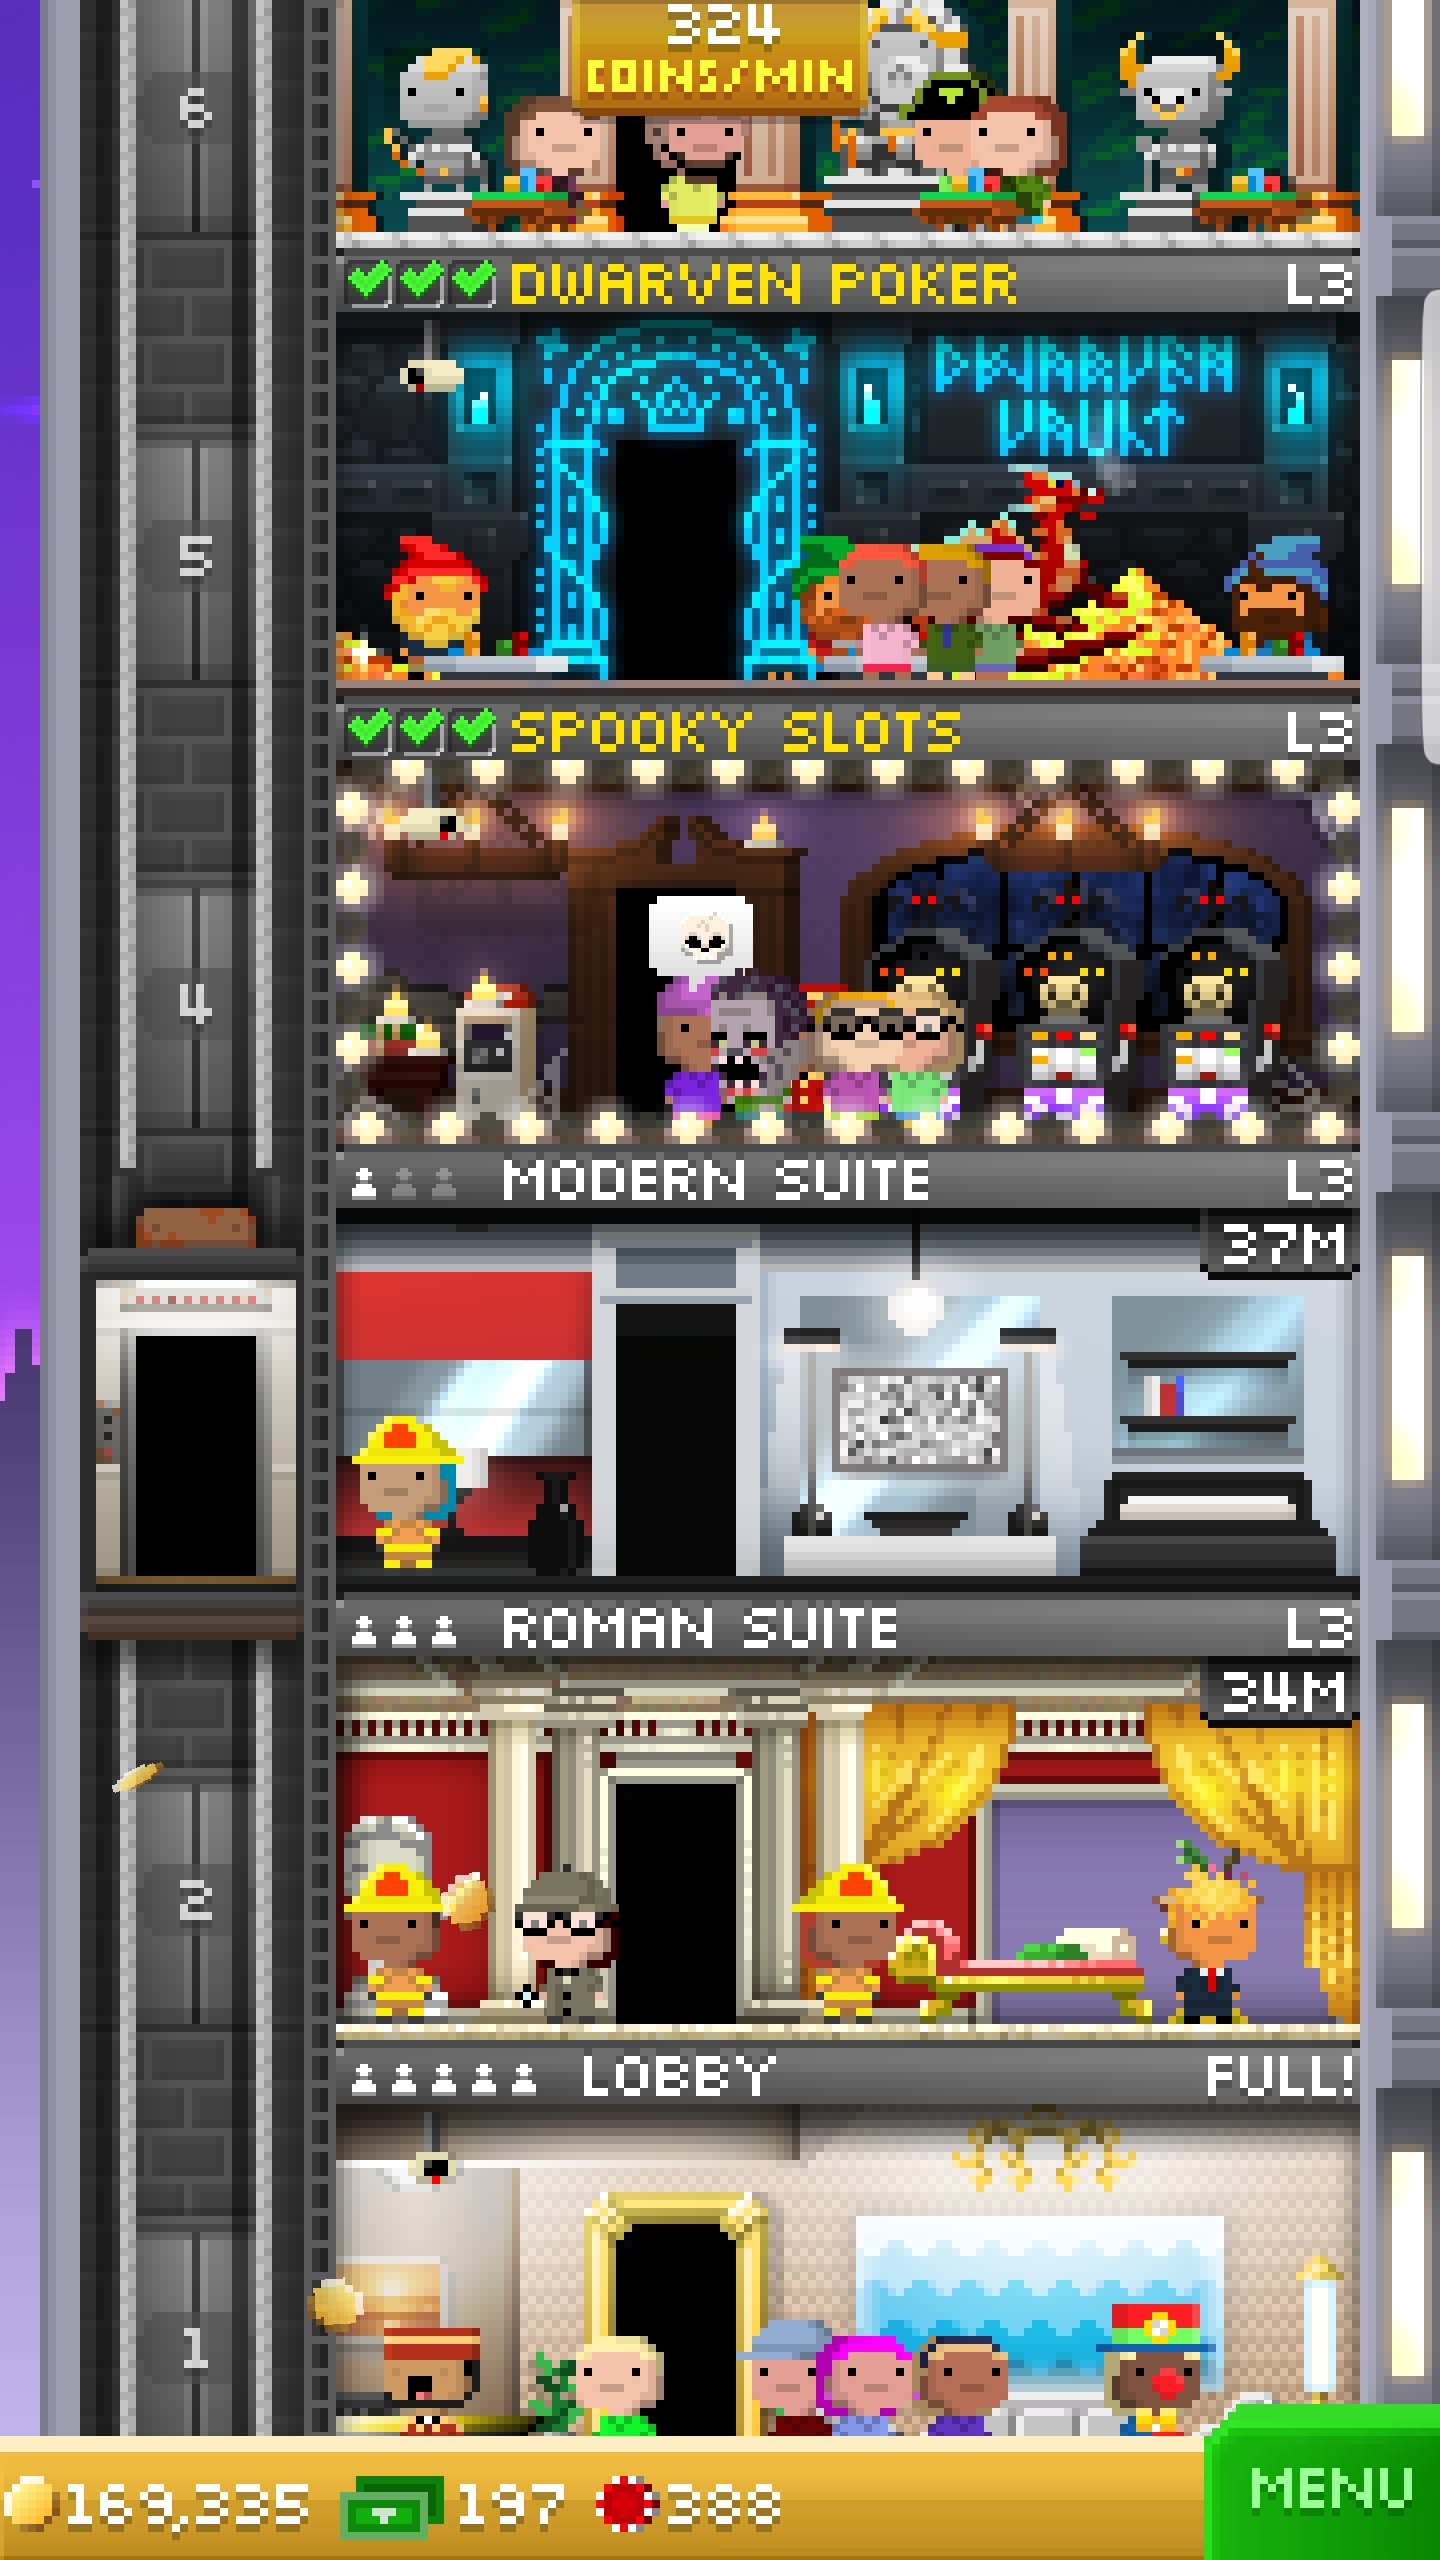 324
COINS/MIN
6
DWARVEN POKER L3
DWARVEN
VAULT
5
SPOOKY SLOTS L3
4
MODERN SUITE L3
37M
ROMAN SUITE L3
34M
2
LOBBY FULL!
1
169,335 197 388
MENU